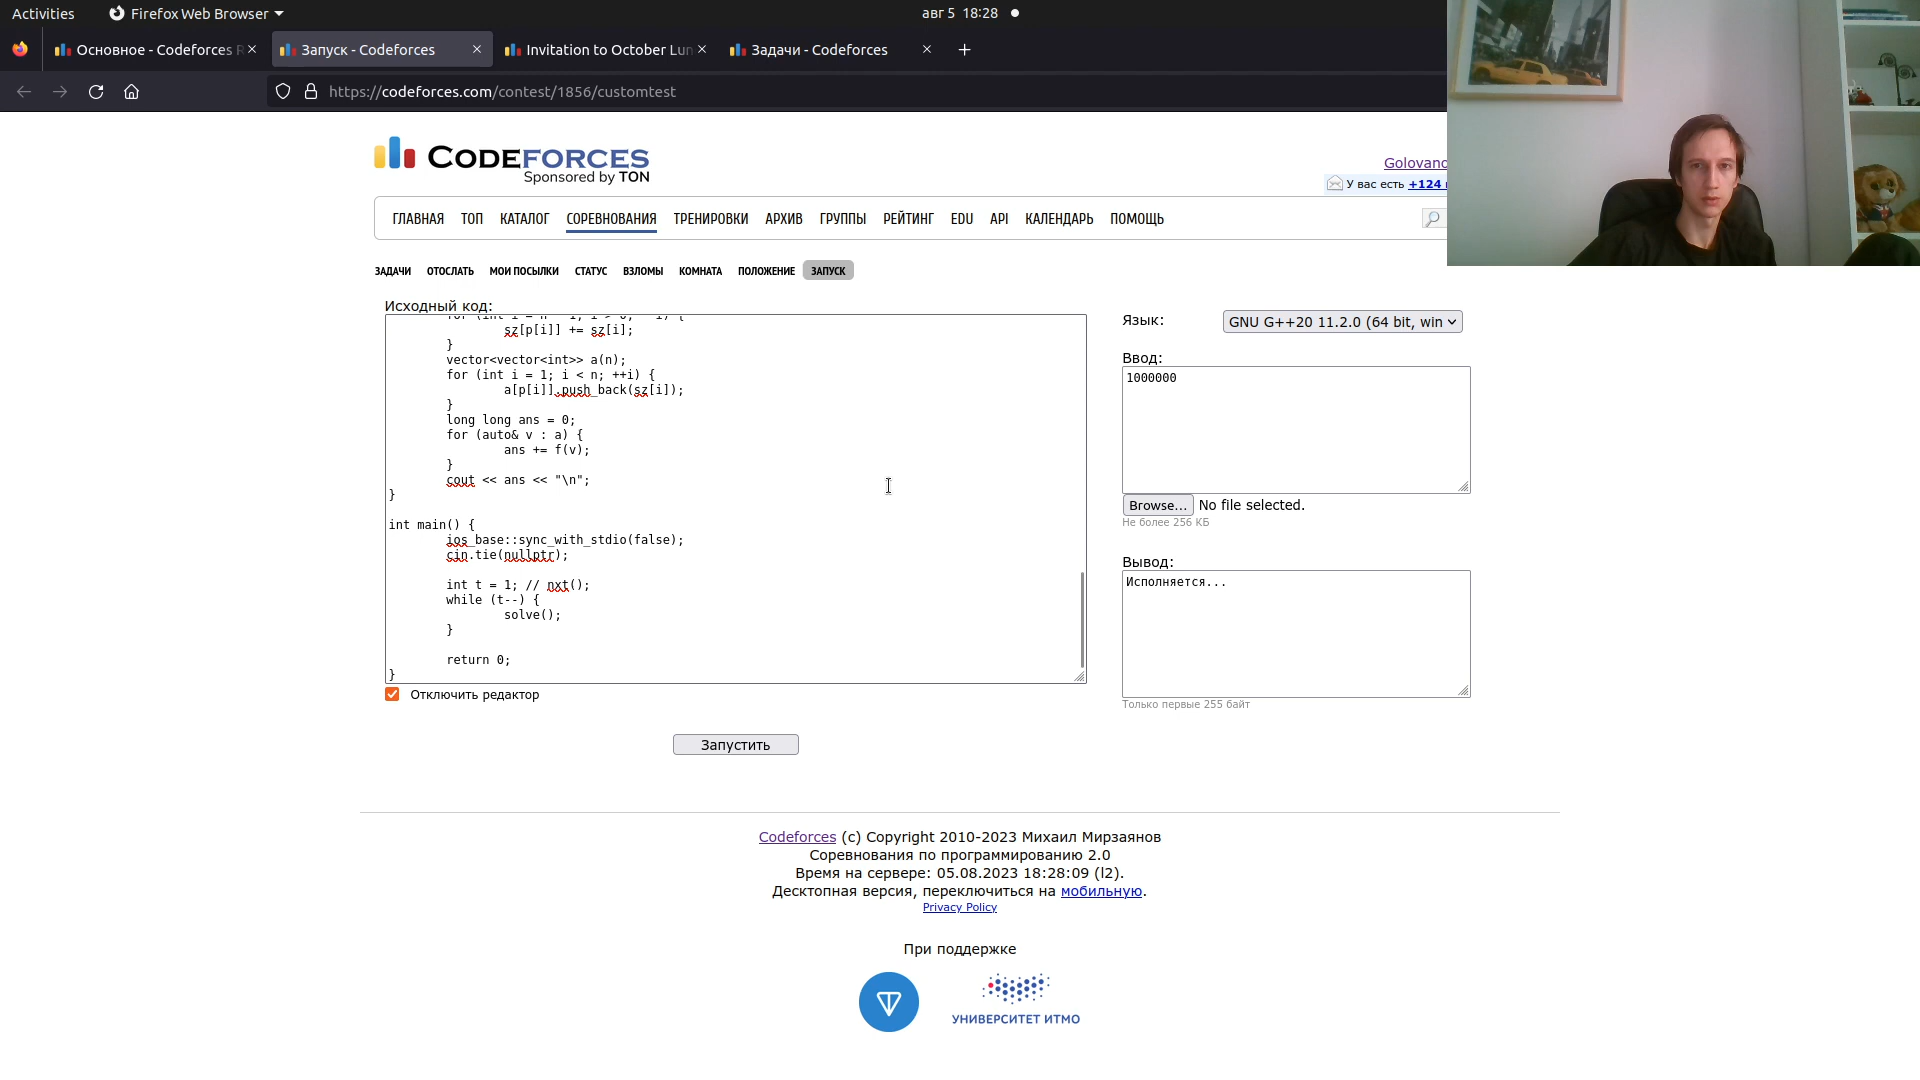 Activities
Firefox Web Browser
авг 5 18:28
Основное - Codeforces R
Запуск - Codeforces
Invitation to October Lun
Задачи - Codeforces
https://codeforces.com/contest/1856/customtest
CODEFORCES
Sponsored by TON
Golovano
У вас есть +124
ГЛАВНАЯ ТОП КАТАЛОГ СОРЕВНОВАНИЯ ТРЕНИРОВКИ АРХИВ ГРУППЫ РЕЙТИНГ EDU API КАЛЕНДАРЬ ПОМОЩЬ
ЗАДАЧИ ОТОСЛАТЬ МОИ ПОСЫЛКИ СТАТУС ВЗЛОМЫ КОМНАТА ПОЛОЖЕНИЕ ЗАПУСК
Исходный код:
for (int i = n - 1; i > 0; --i) {
sz[p[i]] += sz[i];
}
vector<vector<int>> a(n);
for (int i = 1; i < n; ++i) {
a[p[i]].push_back(sz[i]);
}
long long ans = 0;
for (auto& v : a) {
ans += f(v);
}
cout << ans << "\n";
}
int main() {
ios_base::sync_with_stdio(false);
cin.tie(nullptr);
int t = 1; // nxt();
while (t--) {
solve();
}
return 0;
}
Отключить редактор
Запустить
Язык:
GNU G++20 11.2.0 (64 bit, win
Ввод:
1000000
Browse... No file selected.
Не более 256 КБ
Вывод:
Исполняется...
Только первые 255 байт
Codeforces (c) Copyright 2010-2023 Михаил Мирзаянов
Соревнования по программированию 2.0
Время на сервере: 05.08.2023 18:28:09 (l2).
Десктопная версия, переключиться на мобильную.
Privacy Policy
При поддержке
УНИВЕРСИТЕТ ИТМО